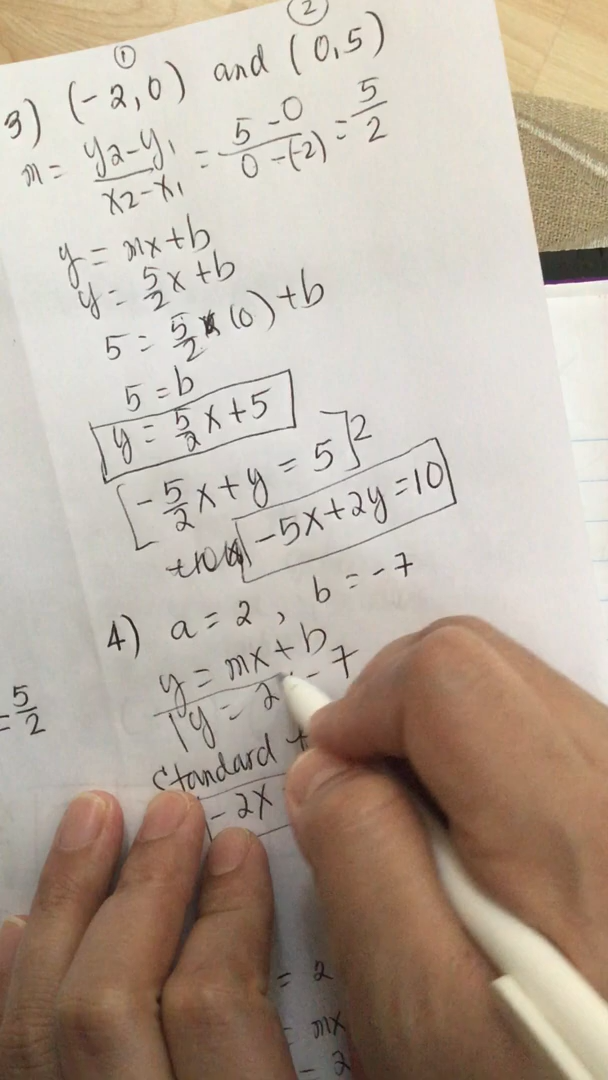 ① ②
3) (-2,0) and (0,5)
m = y2-y1/x2-x1 = 5-0/0-(-2) = 5/2
y = mx+b
y = 5/2x+b
5 = 5/2(0)+b
5 = b
y = 5/2x+5
[-5/2x+y = 5]2
-5x+2y=10
4) a = 2, b = -7
y = mx+b
= 5/2
y = 2 - 7
Standard
-2x
= 2
= mx
- 2